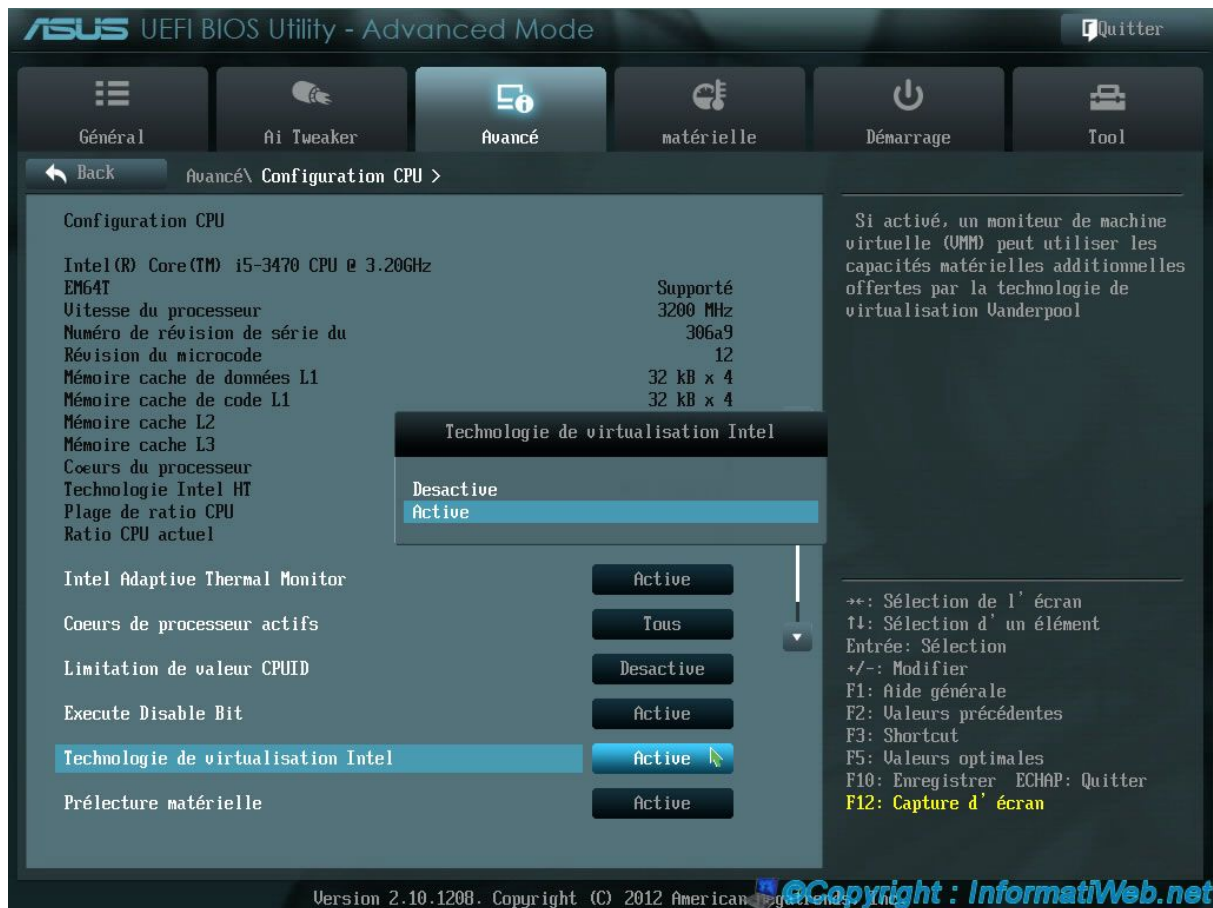 ASUS UEFI BIOS Utility - Advanced Mode
Quitter
Général
Ai Tweaker
Avancé
matérielle
Démarrage
Tool
Back
Avancé\ Configuration CPU >
Configuration CPU
Intel(R) Core(TM) i5-3470 CPU @ 3.20GHz
EM64T Supporté
Vitesse du processeur 3200 MHz
Numéro de révision de série du 306a9
Révision du microcode 12
Mémoire cache de données L1 32 kB x 4
Mémoire cache de code L1 32 kB x 4
Mémoire cache L2
Mémoire cache L3
Coeurs du processeur
Technologie Intel HT
Plage de ratio CPU
Ratio CPU actuel
Technologie de virtualisation Intel
Desactive
Active
Intel Adaptive Thermal Monitor Active
Coeurs de processeur actifs Tous
Limitation de valeur CPUID Desactive
Execute Disable Bit Active
Technologie de virtualisation Intel Active
Prélecture matérielle Active
Si activé, un moniteur de machine
virtuelle (VMM) peut utiliser les
capacités matérielles additionnelles
offertes par la technologie de
virtualisation Vanderpool
→←: Sélection de l' écran
↑↓: Sélection d' un élément
Entrée: Sélection
+/-: Modifier
F1: Aide générale
F2: Valeurs précédentes
F3: Shortcut
F5: Valeurs optimales
F10: Enregistrer ECHAP: Quitter
F12: Capture d' écran
Version 2.10.1208. Copyright (C) 2012 American
@Copyright : InformatiWeb.net